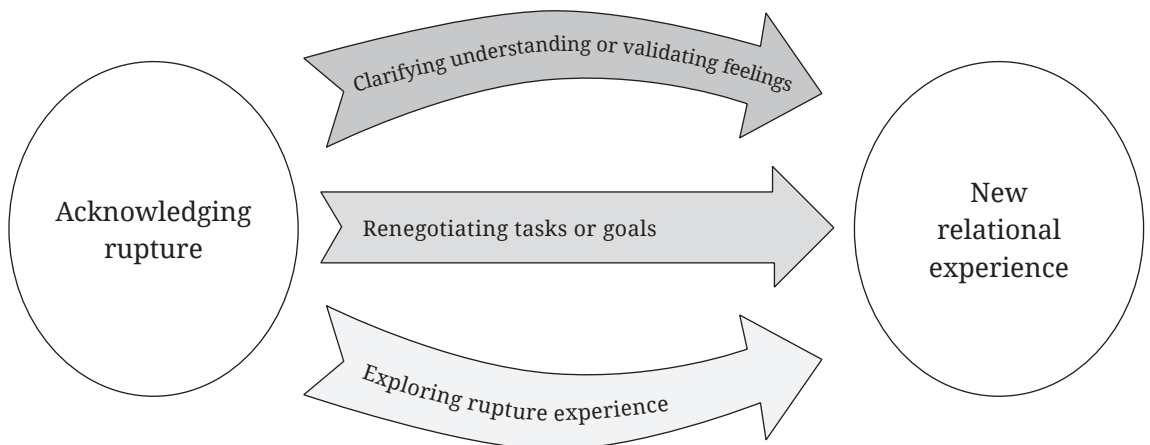 Acknowledging
rupture
Clarifying understanding or validating feelings
Renegotiating tasks or goals
Exploring rupture experience
New
relational
experience